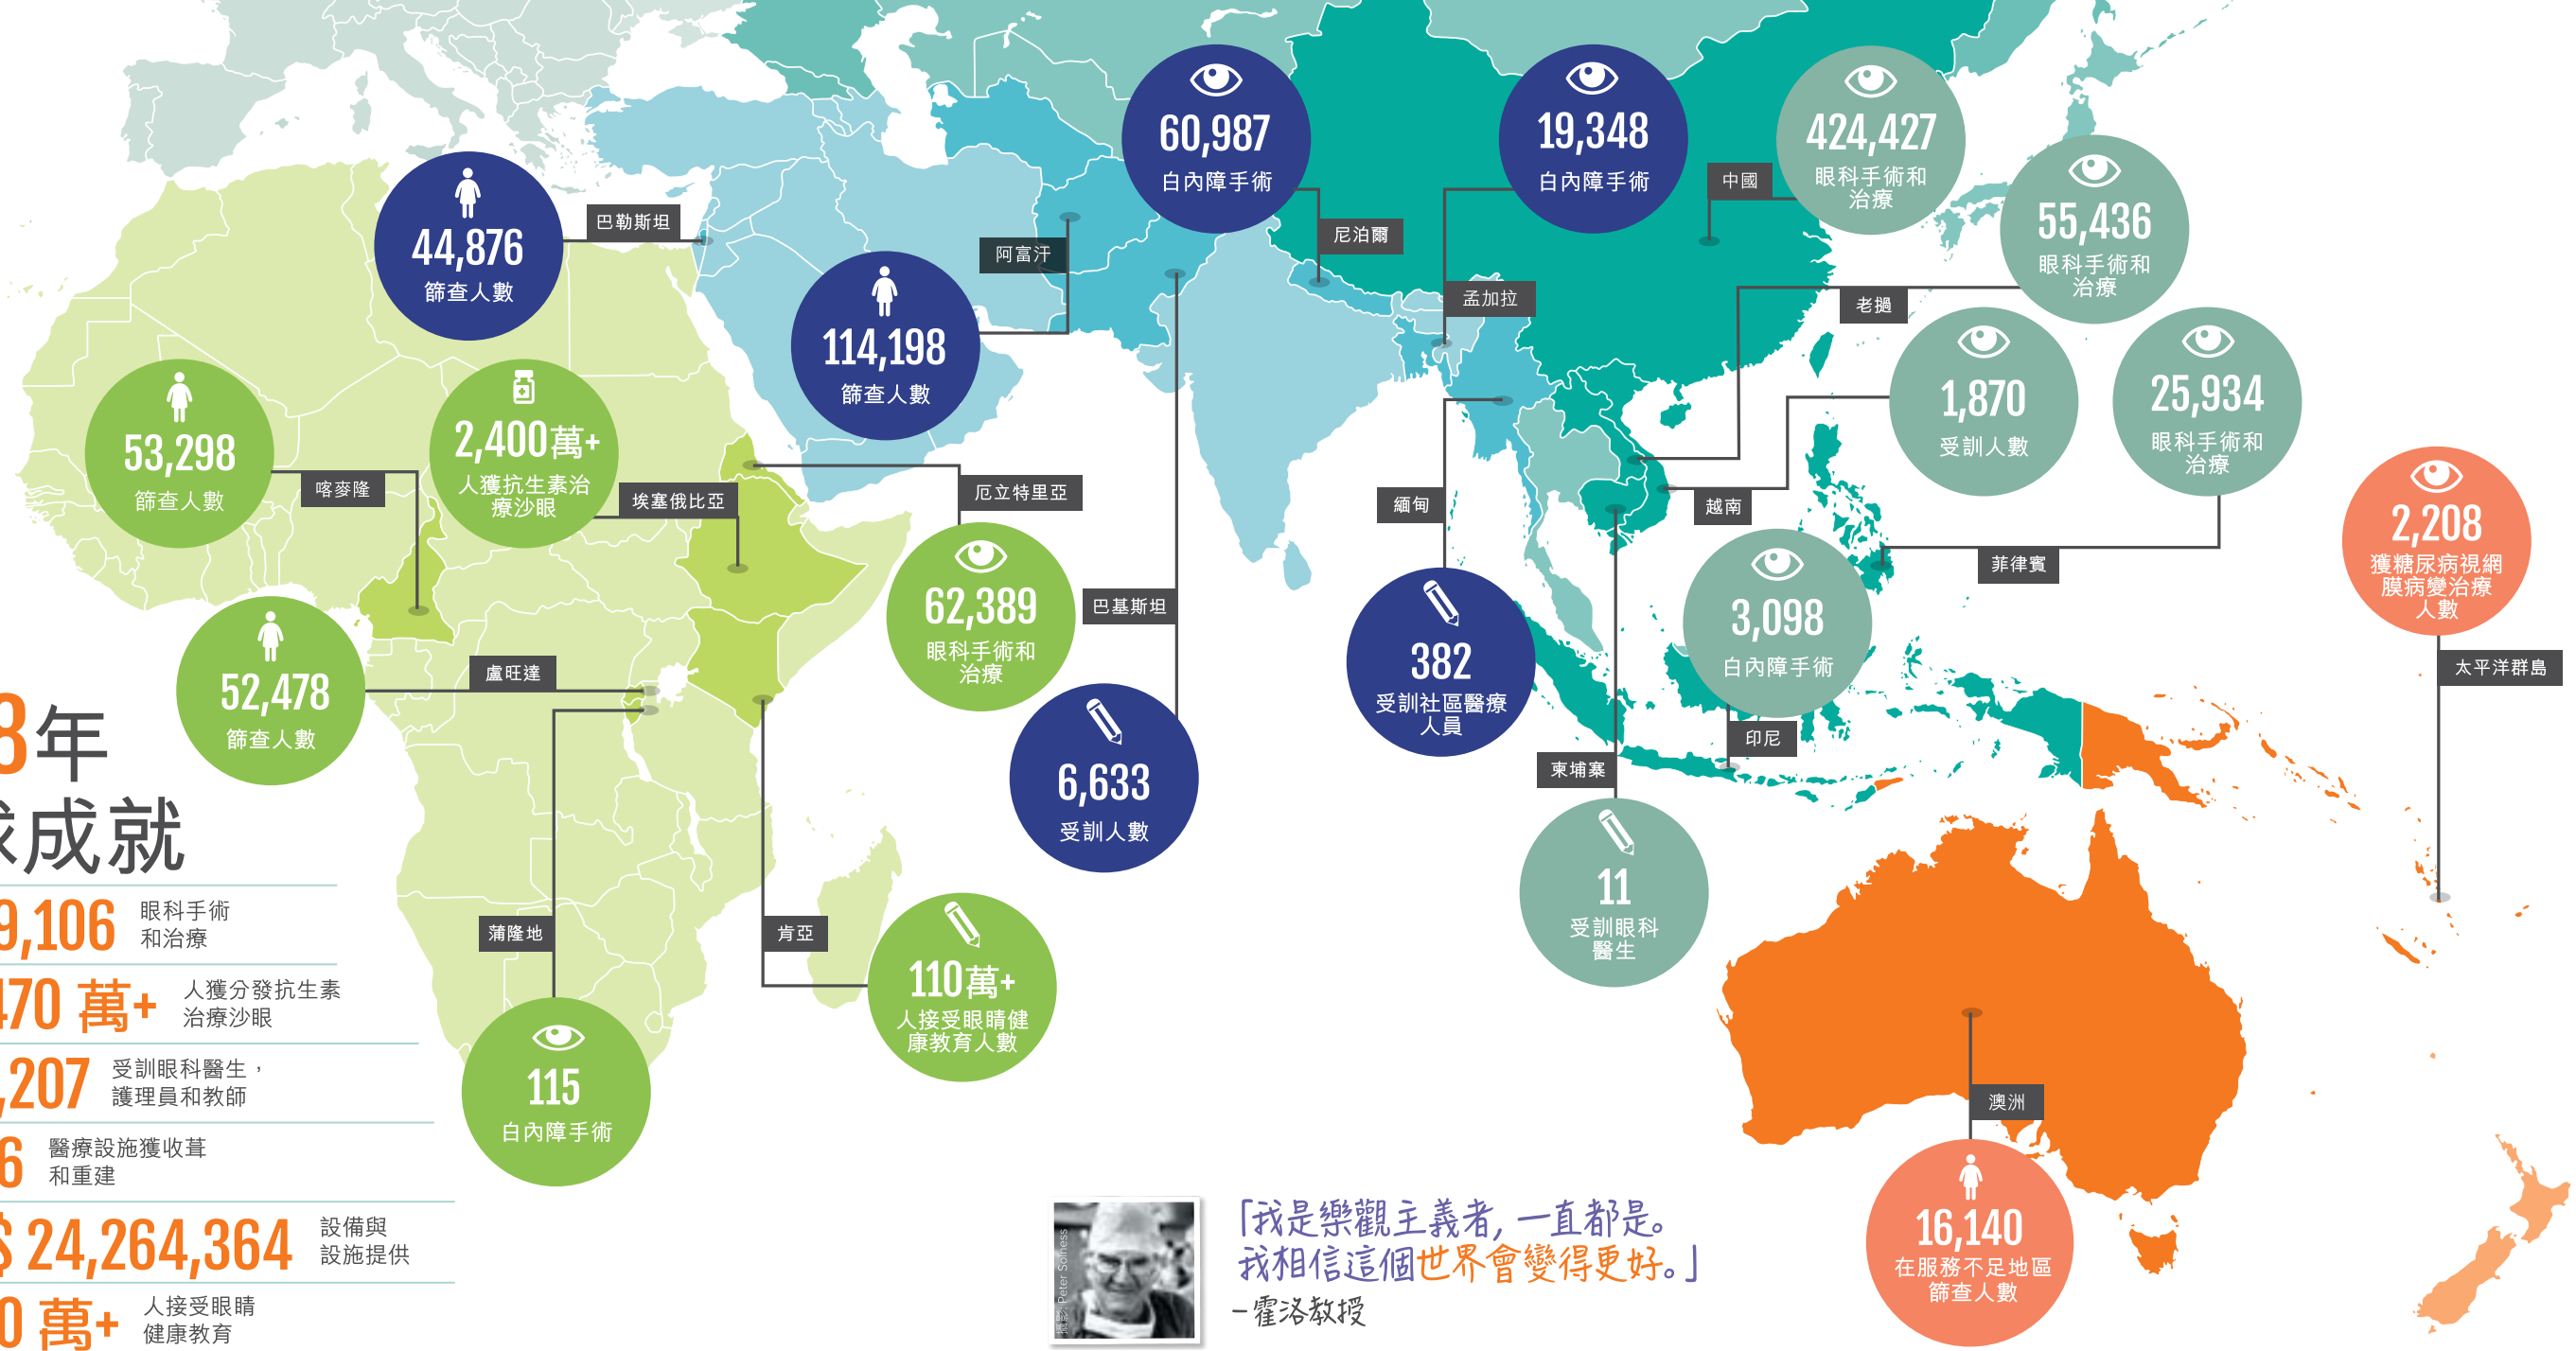 60,987
白內障手術
尼泊爾
19,348
白內障手術
孟加拉
424,427
眼科手術和
治療
中國
55,436
眼科手術和
治療
老撾
44,876
篩查人數
巴勒斯坦
114,198
篩查人數
阿富汗
53,298
篩查人數
喀麥隆
2,400萬+
人獲抗生素治
療沙眼
埃塞俄比亞
62,389
眼科手術和
治療
厄立特里亞
1,870
受訓人數
越南
25,934
眼科手術和
治療
菲律賓
2,208
獲糖尿病視網
膜病變治療
人數
太平洋群島
52,478
篩查人數
盧旺達
6,633
受訓人數
巴基斯坦
382
受訓社區醫療
人員
緬甸
3,098
白內障手術
印尼
11
受訓眼科
醫生
柬埔寨
115
白內障手術
蒲隆地
110萬+
人接受眼睛健
康教育人數
肯亞
16,140
在服務不足地區
篩查人數
澳洲
8年
球成就
9,106
眼科手術
和治療
470 萬+
人獲分發抗生素
治療沙眼
,207
受訓眼科醫生，
護理員和教師
6
醫療設施獲收葺
和重建
$ 24,264,364
設備與
設施提供
0 萬+
人接受眼睛
健康教育
攝影: Peter Solness
「我是樂觀主義者, 一直都是。
我相信這個世界會變得更好。」
– 霍洛教授